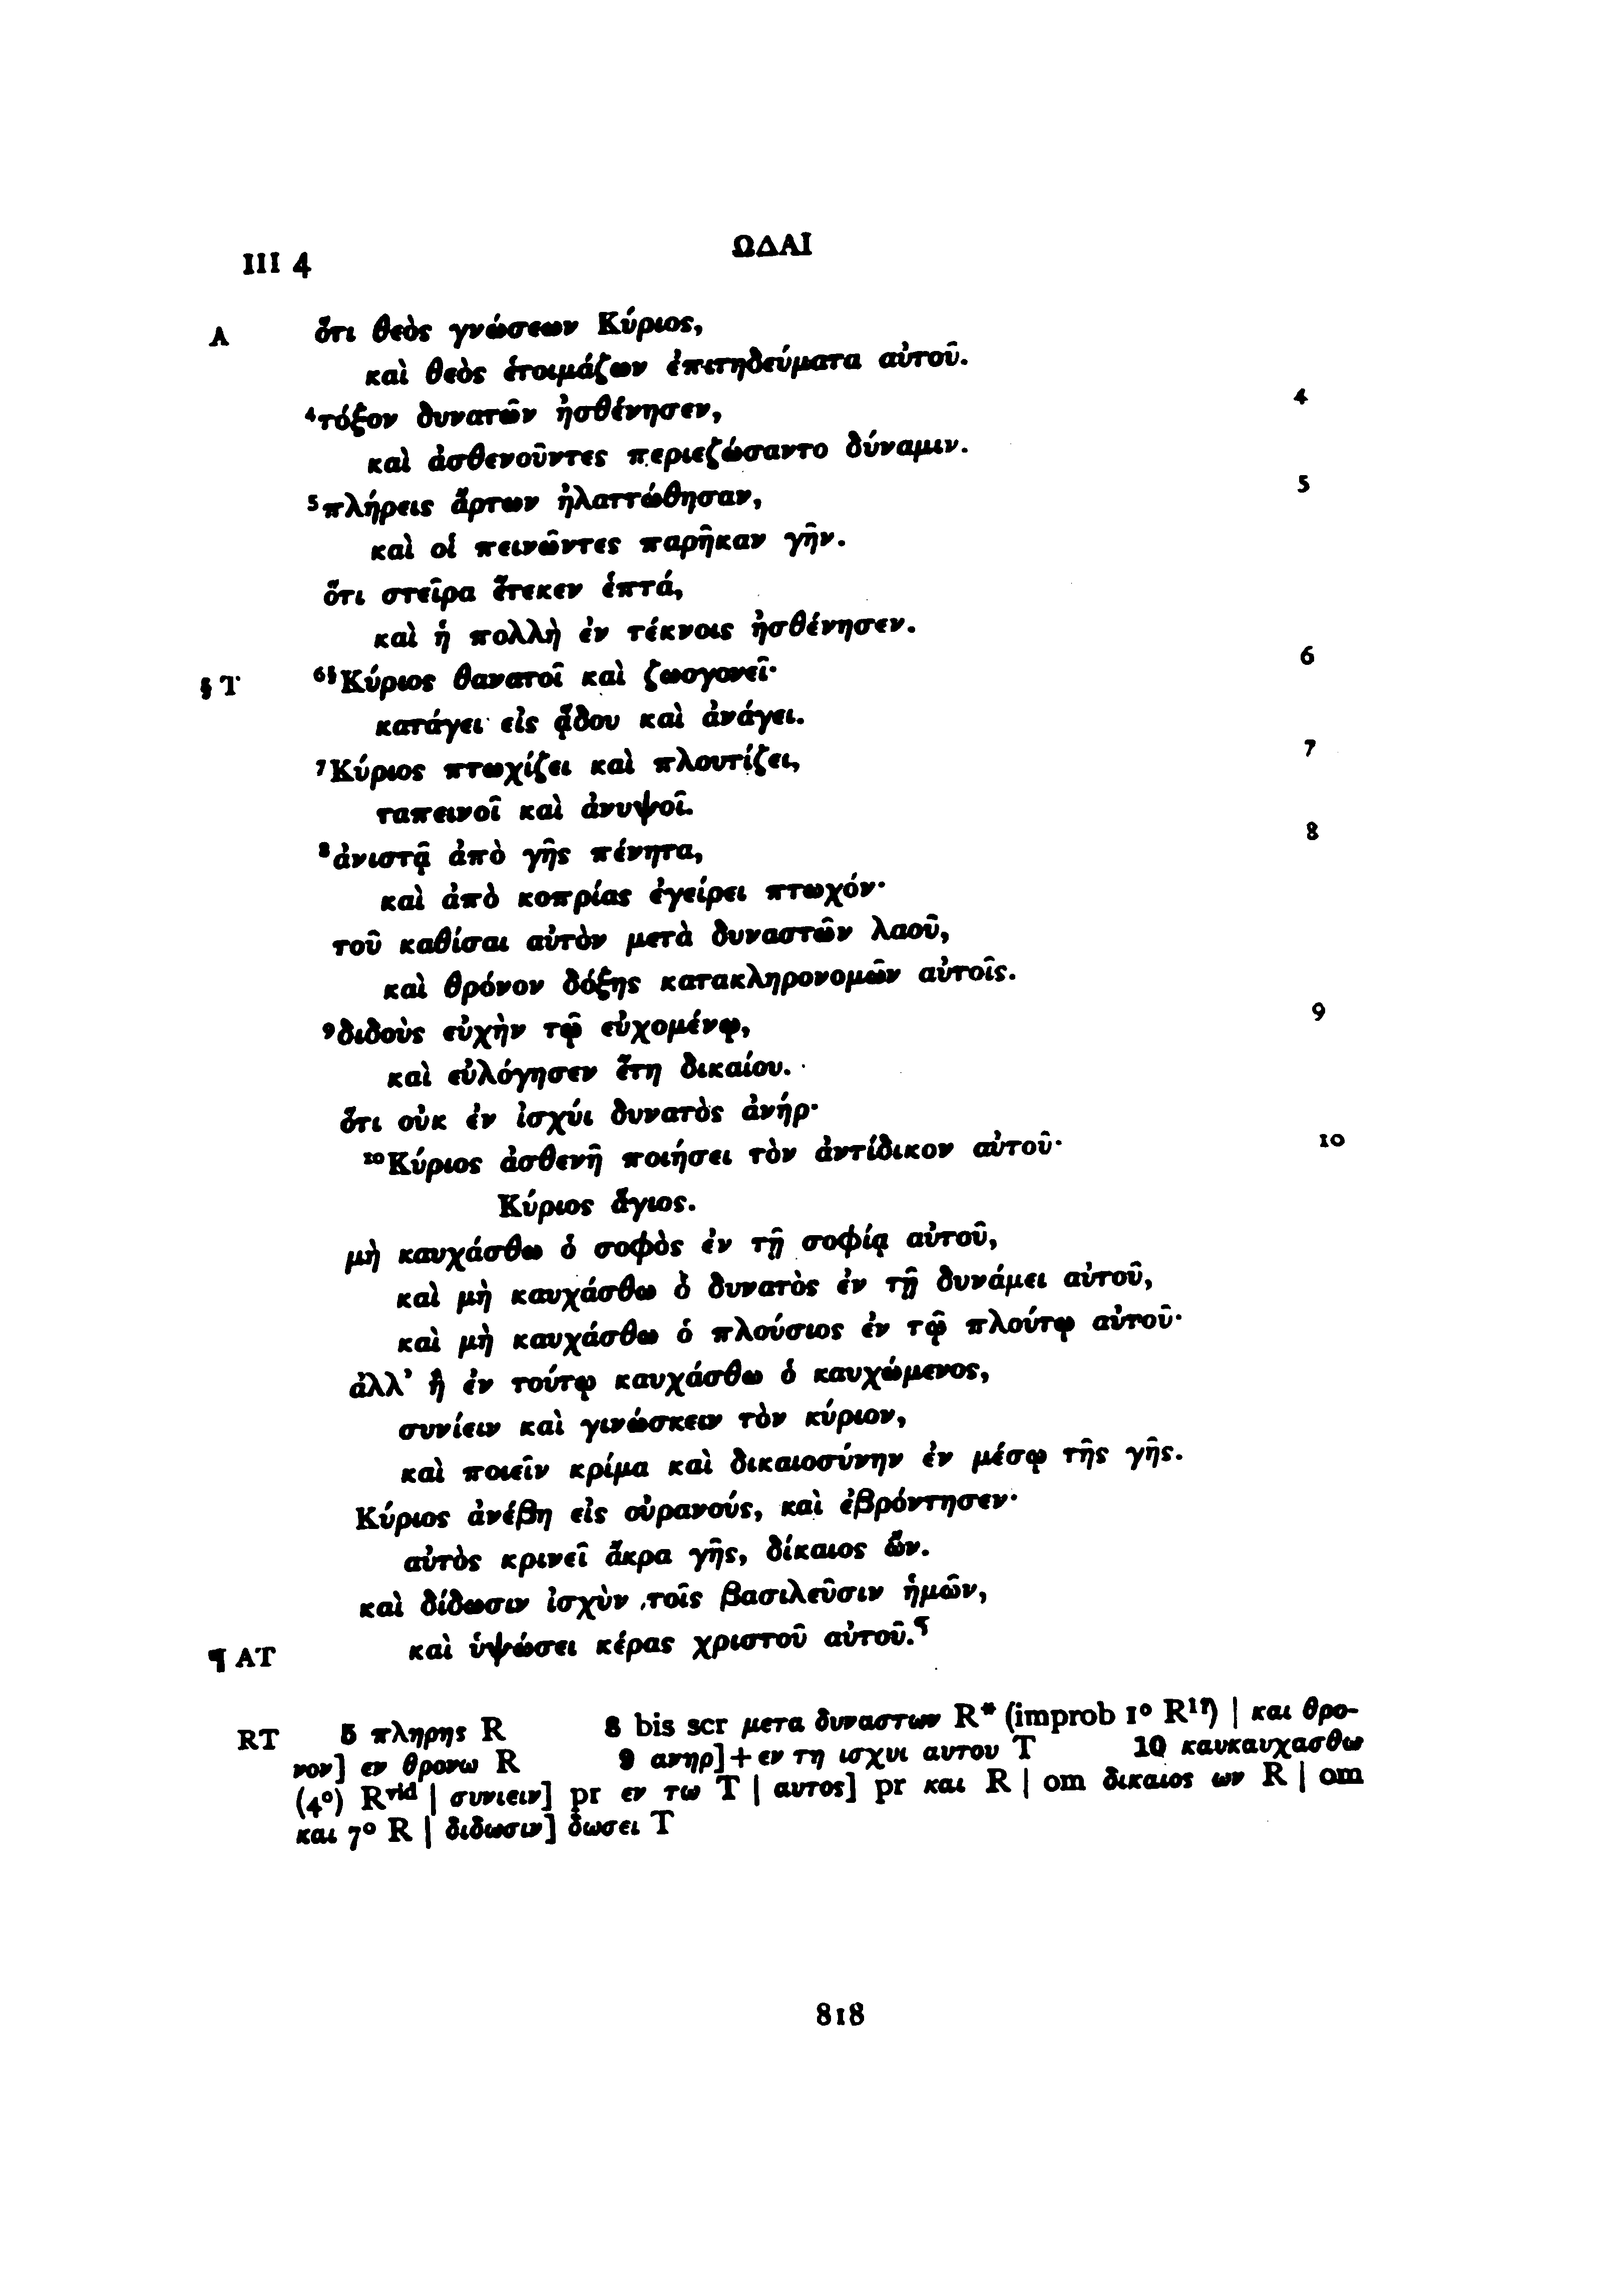 III 4
ΩΔΑΙ
A ὅτι θεὸς γνώσεων Κύριος,
καὶ θεὸς ἑτοιμάζων ἐπιτηδεύματα αὐτοῦ.
⁴τόξον δυνατῶν ἠσθένησεν, 4
καὶ ἀσθενοῦντες περιεζώσαντο δύναμιν.
⁵πλήρεις ἄρτων ἠλαττώθησαν, 5
καὶ οἱ πεινῶντες παρῆκαν γῆν.
ὅτι στεῖρα ἔτεκεν ἑπτά,
καὶ ἡ πολλὴ ἐν τέκνοις ἠσθένησεν.
§ T ⁶§Κύριος θανατοῖ καὶ ζωογονεῖ· 6
κατάγει εἰς ᾅδου καὶ ἀνάγει.
⁷Κύριος πτωχίζει καὶ πλουτίζει, 7
ταπεινοῖ καὶ ἀνυψοῖ.
⁸ἀνιστᾷ ἀπὸ γῆς πένητα, 8
καὶ ἀπὸ κοπρίας ἐγείρει πτωχόν·
τοῦ καθίσαι αὐτὸν μετὰ δυναστῶν λαοῦ,
καὶ θρόνον δόξης κατακληρονομῶν αὐτοῖς.
⁹διδοὺς εὐχὴν τῷ εὐχομένῳ, 9
καὶ εὐλόγησεν ἔτη δικαίου.
ὅτι οὐκ ἐν ἰσχύι δυνατὸς ἀνήρ·
¹⁰Κύριος ἀσθενῆ ποιήσει τὸν ἀντίδικον αὐτοῦ· 10
Κύριος ἅγιος.
μὴ καυχάσθω ὁ σοφὸς ἐν τῇ σοφίᾳ αὐτοῦ,
καὶ μὴ καυχάσθω ὁ δυνατὸς ἐν τῇ δυνάμει αὐτοῦ,
καὶ μὴ καυχάσθω ὁ πλούσιος ἐν τῷ πλούτῳ αὐτοῦ·
ἀλλ’ ἢ ἐν τούτῳ καυχάσθω ὁ καυχώμενος,
συνίειν καὶ γινώσκειν τὸν κύριον,
καὶ ποιεῖν κρίμα καὶ δικαιοσύνην ἐν μέσῳ τῆς γῆς.
Κύριος ἀνέβη εἰς οὐρανούς, καὶ ἐβρόντησεν·
αὐτὸς κρινεῖ ἄκρα γῆς, δίκαιος ὤν.
καὶ δίδωσιν ἰσχὺν τοῖς βασιλεῦσιν ἡμῶν,
¶ AT καὶ ὑψώσει κέρας χριστοῦ αὐτοῦ.¶
RT 5 πληρης R 8 bis scr μετα δυναστων R* (improb 1° R¹?) | και θρο-
νον] εν θρονω R 9 ανηρ]+εν τη ισχυι αυτου T 10 καυκαυχασθω
(4°) Rᵛⁱᵈ | συνιειν] pr εν τω T | αυτος] pr και R | om δικαιος ων R | om
και 7° R | διδωσιν] δωσει T
818